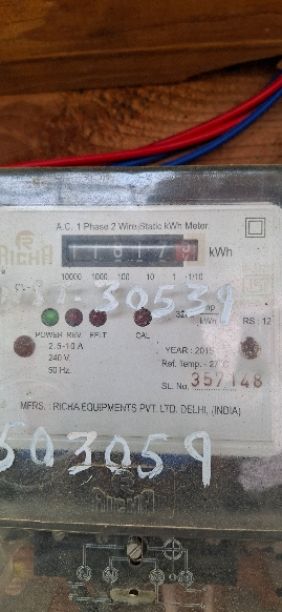 RICHA
A.C. 1 Phase 2 Wire Static kWh Meter
kWh
10000 1000 100 10 1 -1/10
30539
POWER REV. E/LT CAL
RS : 12
2.5-10 A
240 V.
50 Hz.
YEAR : 2015
SL. No. 357148
MFRS. : RICHA EQUIPMENTS PVT. LTD. DELHI, (INDIA)
503059